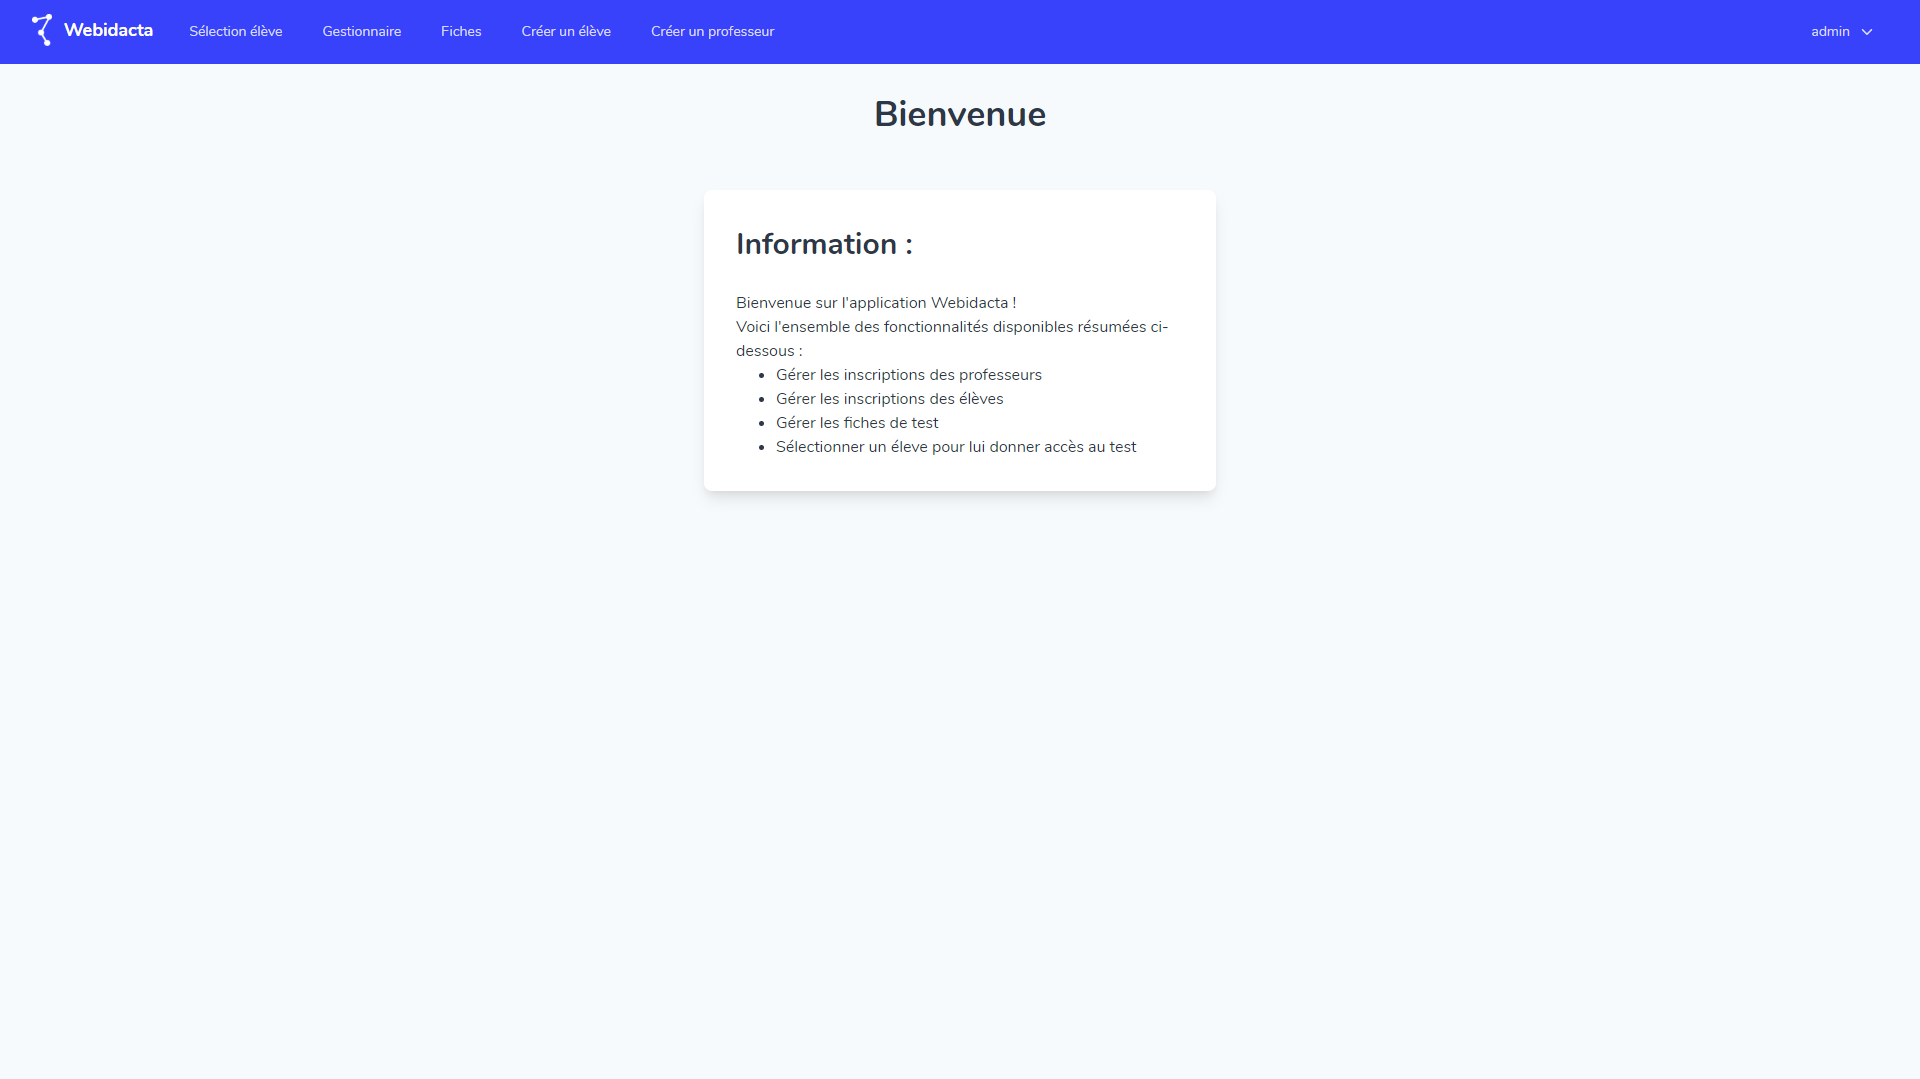 Webidacta
Sélection élève
Gestionnaire
Fiches
Créer un élève
Créer un professeur
admin
Bienvenue
Information :
Bienvenue sur l'application Webidacta !
Voici l'ensemble des fonctionnalités disponibles résumées ci-
dessous :
• Gérer les inscriptions des professeurs
• Gérer les inscriptions des élèves
• Gérer les fiches de test
• Sélectionner un éleve pour lui donner accès au test